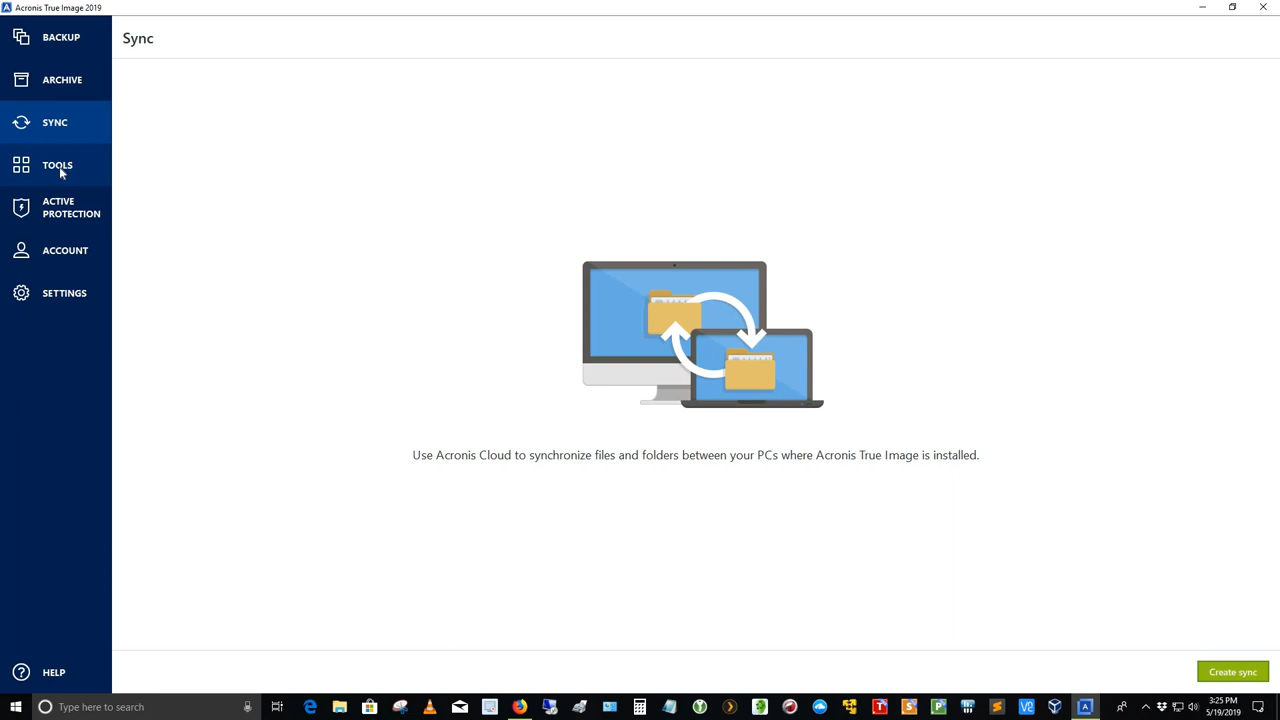 Acronis True Image 2019
BACKUP
ARCHIVE
SYNC
TOOLS
ACTIVE
PROTECTION
ACCOUNT
SETTINGS
HELP
Sync
Use Acronis Cloud to synchronize files and folders between your PCs where Acronis True Image is installed.
Create sync
Type here to search
3:25 PM
5/19/2019